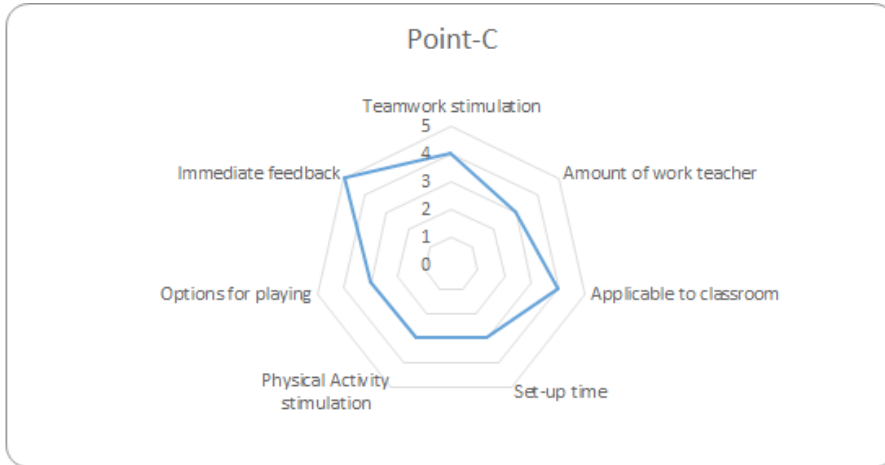 Point-C
Teamwork stimulation
5
4
3
2
1
0
Immediate feedback
Amount of work teacher
Options for playing
Applicable to classroom
Physical Activity
stimulation
Set-up time